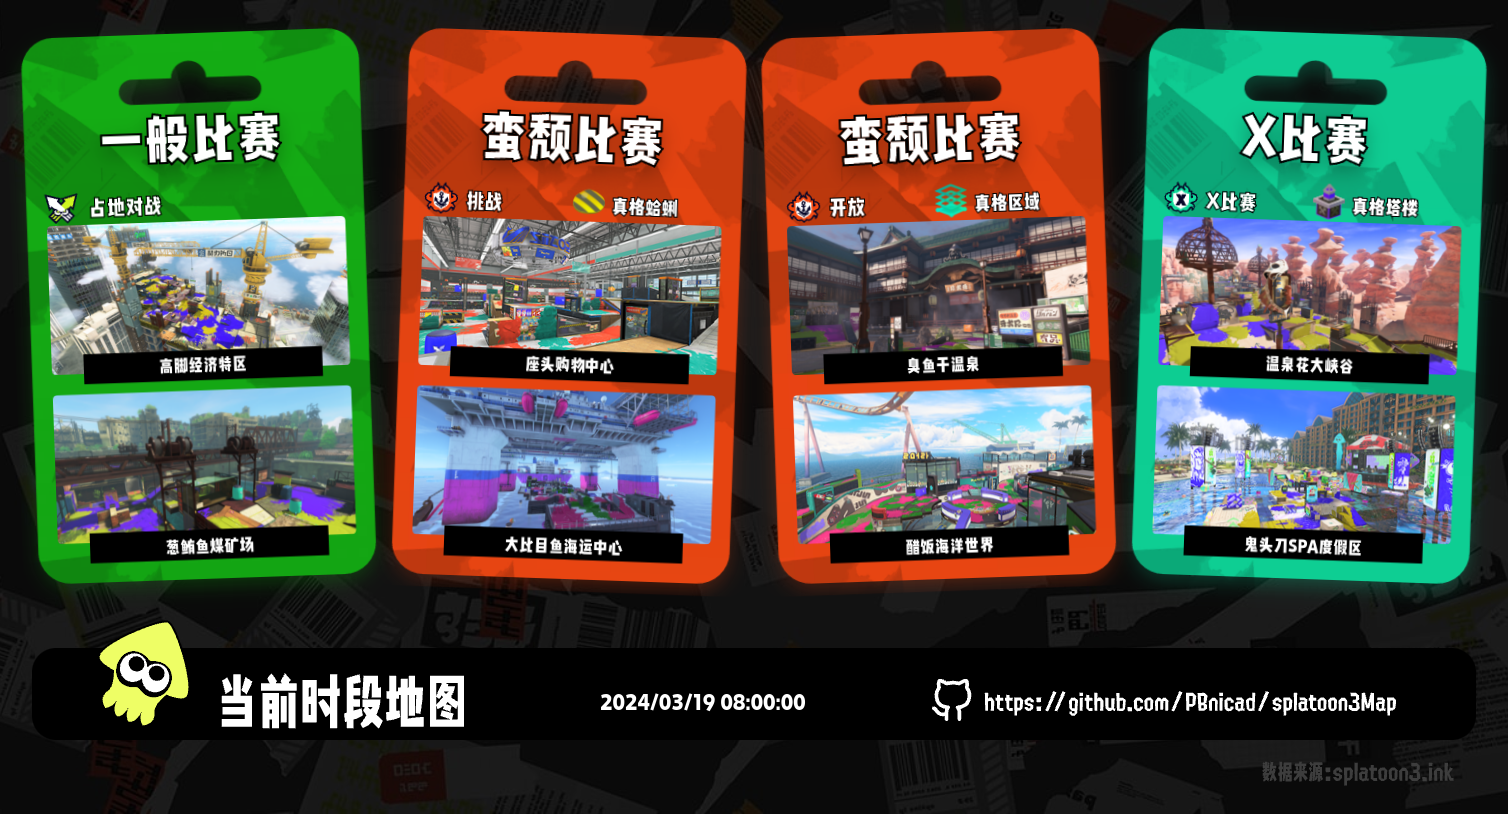 一般比赛
占地对战
高脚经济特区
葱鲔鱼煤矿场
蛮颓比赛
挑战
真格蛤蜊
座头购物中心
大比目鱼海运中心
蛮颓比赛
开放
真格区域
臭鱼干温泉
醋饭海洋世界
X比赛
X比赛
真格塔楼
温泉花大峡谷
鬼头刀SPA度假区
当前时段地图
2024/03/19 08:00:00
https://github.com/PBnicad/splatoon3Map
数据来源:splatoon3.ink